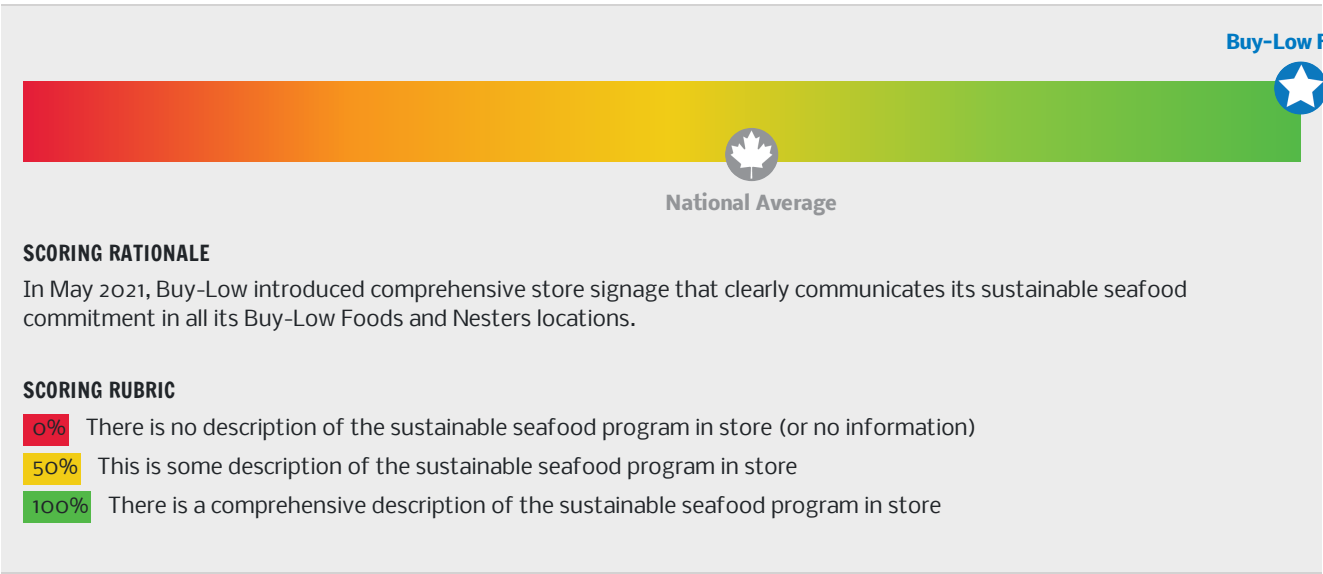 Buy-Low F
National Average
SCORING RATIONALE
In May 2021, Buy-Low introduced comprehensive store signage that clearly communicates its sustainable seafood
commitment in all its Buy-Low Foods and Nesters locations.
SCORING RUBRIC
0% There is no description of the sustainable seafood program in store (or no information)
50% This is some description of the sustainable seafood program in store
100% There is a comprehensive description of the sustainable seafood program in store